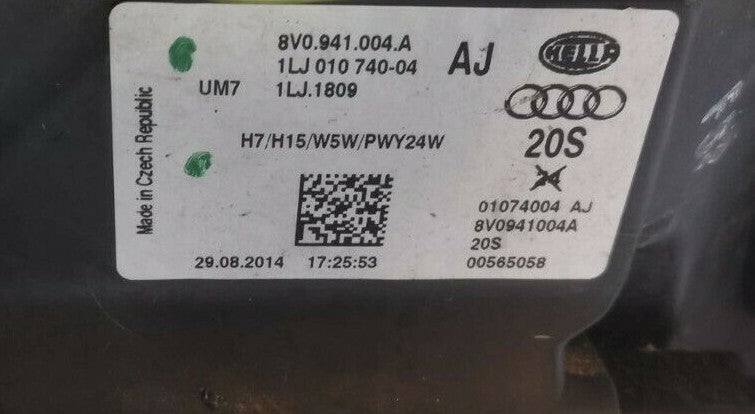 8V0.941.004.A
1LJ 010 740-04
UM7 1LJ.1809
AJ
HELLA
Made in Czech Republic
H7/H15/W5W/PWY24W
20S
24
01074004 AJ
8V0941004A
20S
00565058
29.08.2014 17:25:53